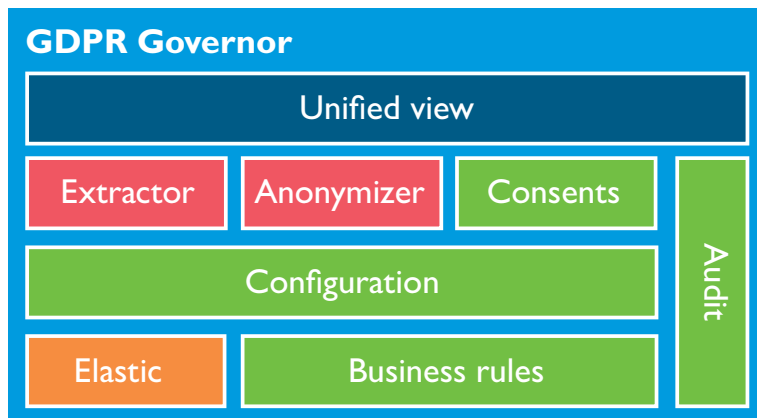 GDPR Governor
Unified view
Extractor
Anonymizer
Consents
Audit
Configuration
Elastic
Business rules